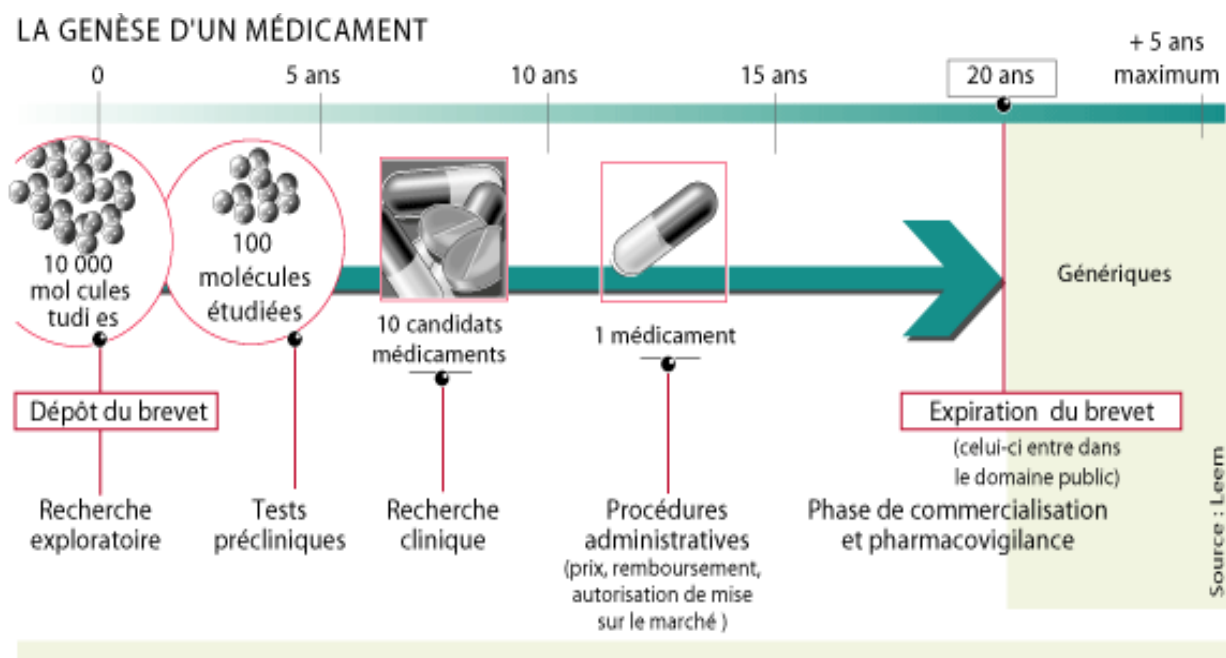 LA GENÈSE D'UN MÉDICAMENT
0
5 ans
10 ans
15 ans
20 ans
+ 5 ans
maximum
10 000
mol cules
tudi es
100
molécules
étudiées
10 candidats
médicaments
1 médicament
Génériques
Dépôt du brevet
Expiration du brevet
(celui-ci entre dans
le domaine public)
Recherche
exploratoire
Tests
précliniques
Recherche
clinique
Procédures
administratives
(prix, remboursement,
autorisation de mise
sur le marché )
Phase de commercialisation
et pharmacovigilance
Source : Leem